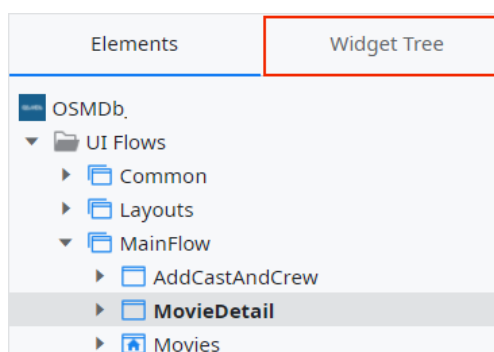 Elements
Widget Tree
OSMDb
UI Flows
Common
Layouts
MainFlow
AddCastAndCrew
MovieDetail
Movies